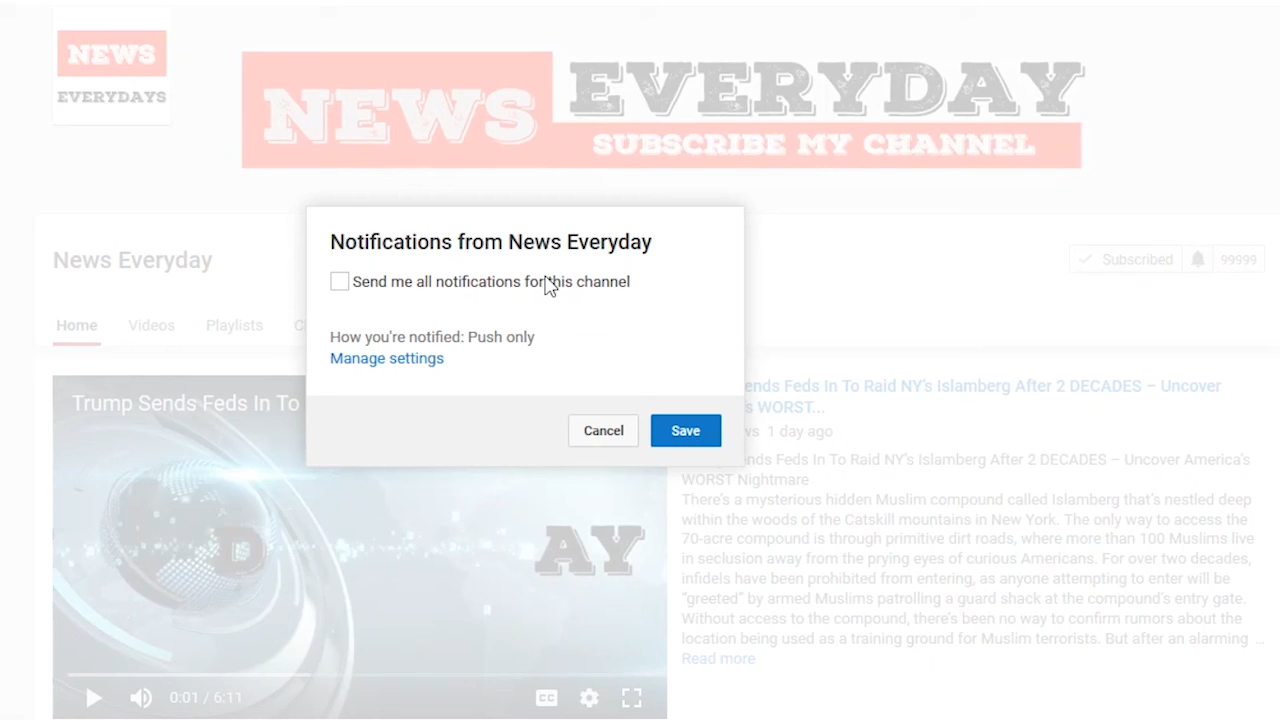 NEWS
EVERYDAYS
NEWS
EVERYDAY
SUBSCRIBE MY CHANNEL
Notifications from News Everyday
Send me all notifications for this channel
How you're notified: Push only
Manage settings
Cancel
Save
News Everyday
Subscribed
99999
Home
Videos
Playlists
C
Trump Sends Feds In To
D
AY
0:01 / 6:11
CC
ends Feds In To Raid NY's Islamberg After 2 DECADES – Uncover
s WORST...
ws 1 day ago
ends Feds In To Raid NY's Islamberg After 2 DECADES – Uncover America's
WORST Nightmare
There's a mysterious hidden Muslim compound called Islamberg that's nestled deep
within the woods of the Catskill mountains in New York. The only way to access the
70-acre compound is through primitive dirt roads, where more than 100 Muslims live
in seclusion away from the prying eyes of curious Americans. For over two decades,
infidels have been prohibited from entering, as anyone attempting to enter will be
"greeted" by armed Muslims patrolling a guard shack at the compound's entry gate.
Without access to the compound, there's been no way to confirm rumors about the
location being used as a training ground for Muslim terrorists. But after an alarming ...
Read more